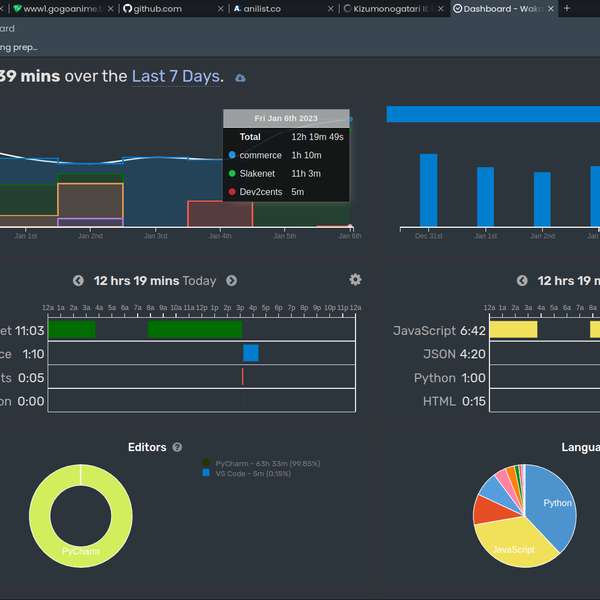 www1.gogoanime.
github.com
anilist.co
Kizumonogatari II:
Dashboard - Wak
ard
ng prep...
39 mins over the Last 7 Days.
Fri Jan 6th 2023
Total 12h 19m 49s
commerce 1h 10m
Slakenet 11h 3m
Dev2cents 5m
Jan 1st Jan 2nd Jan 3rd Jan 4th Jan 5th Jan 6th
Dec 31st Jan 1st Jan 2nd Jan
12 hrs 19 mins Today
12 hrs 19 m
12a 1a 2a 3a 4a 5a 6a 7a 8a 9a 10a 11a 12p 1p 2p 3p 4p 5p 6p 7p 8p 9p 10p 11p 12a
12a 1a 2a 3a 4a 5a 6a 7a 8a
et 11:03
ce 1:10
ts 0:05
on 0:00
JavaScript 6:42
JSON 4:20
Python 1:00
HTML 0:15
Editors
PyCharm - 63h 33m (99.85%)
VS Code - 5m (0.15%)
PyCharm
Langua
Python
JavaScript